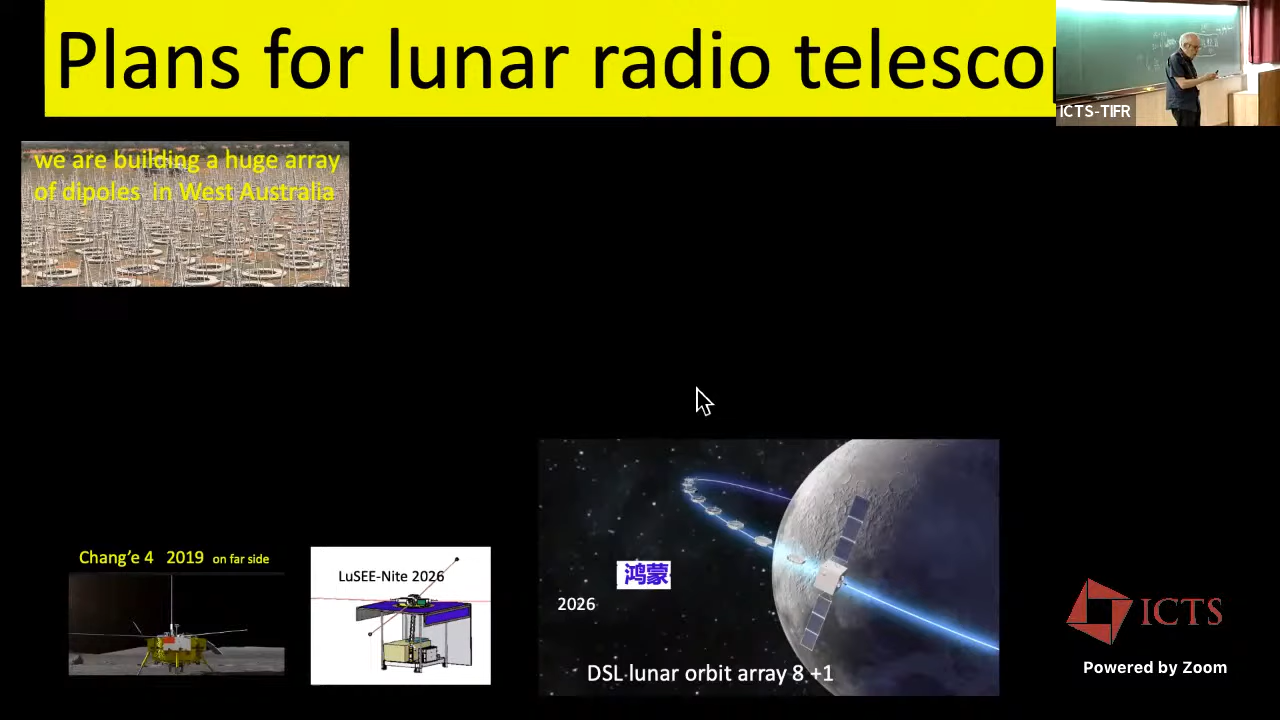 Plans for lunar radio telescop
ICTS-TIFR
we are building a huge array
of dipoles in West Australia
Chang’e 4 2019 on far side
LuSEE-Nite 2026
鸿蒙
2026
DSL lunar orbit array 8 +1
ICTS
Powered by Zoom